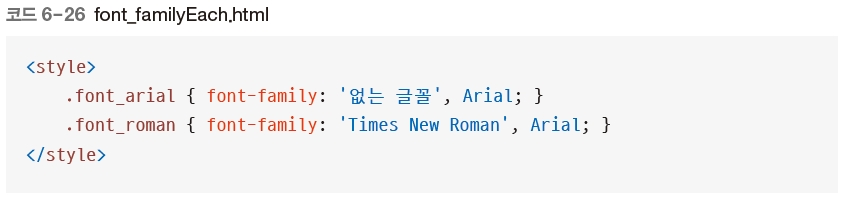 코드 6-26 font_familyEach.html
<style>
.font_arial { font-family: '없는 글꼴', Arial; }
.font_roman { font-family: 'Times New Roman', Arial; }
</style>